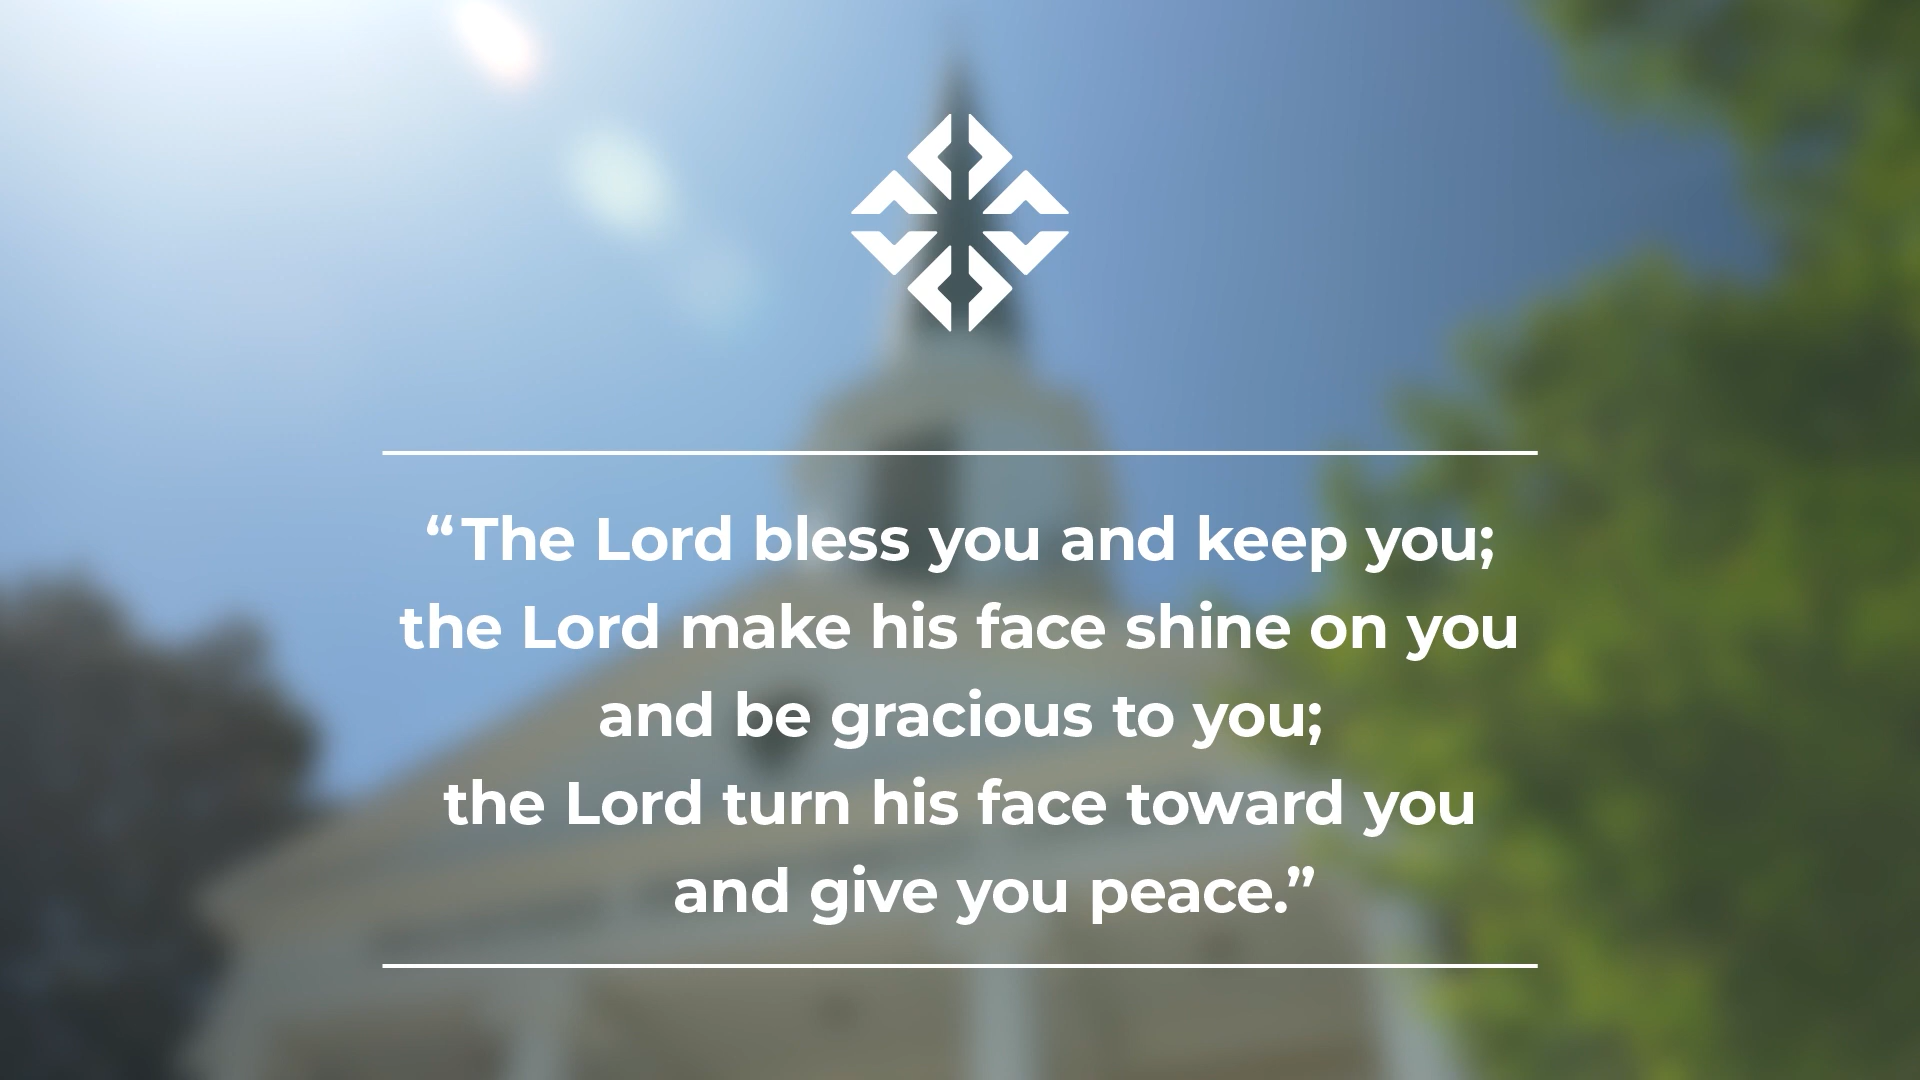 “The Lord bless you and keep you;
the Lord make his face shine on you
and be gracious to you;
the Lord turn his face toward you
and give you peace.”